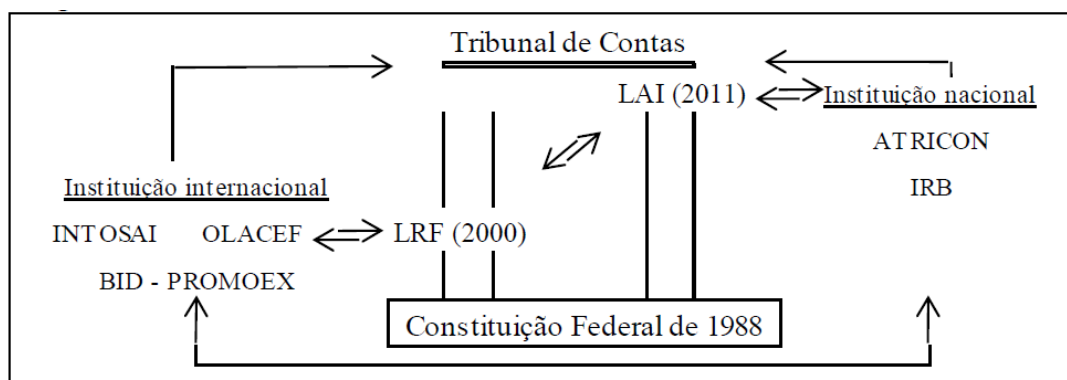 Tribunal de Contas
LAI (2011)
Instituição nacional
ATRICON
IRB
Instituição internacional
INTOSAI OLACEF
BID - PROMOEX
LRF (2000)
Constituição Federal de 1988